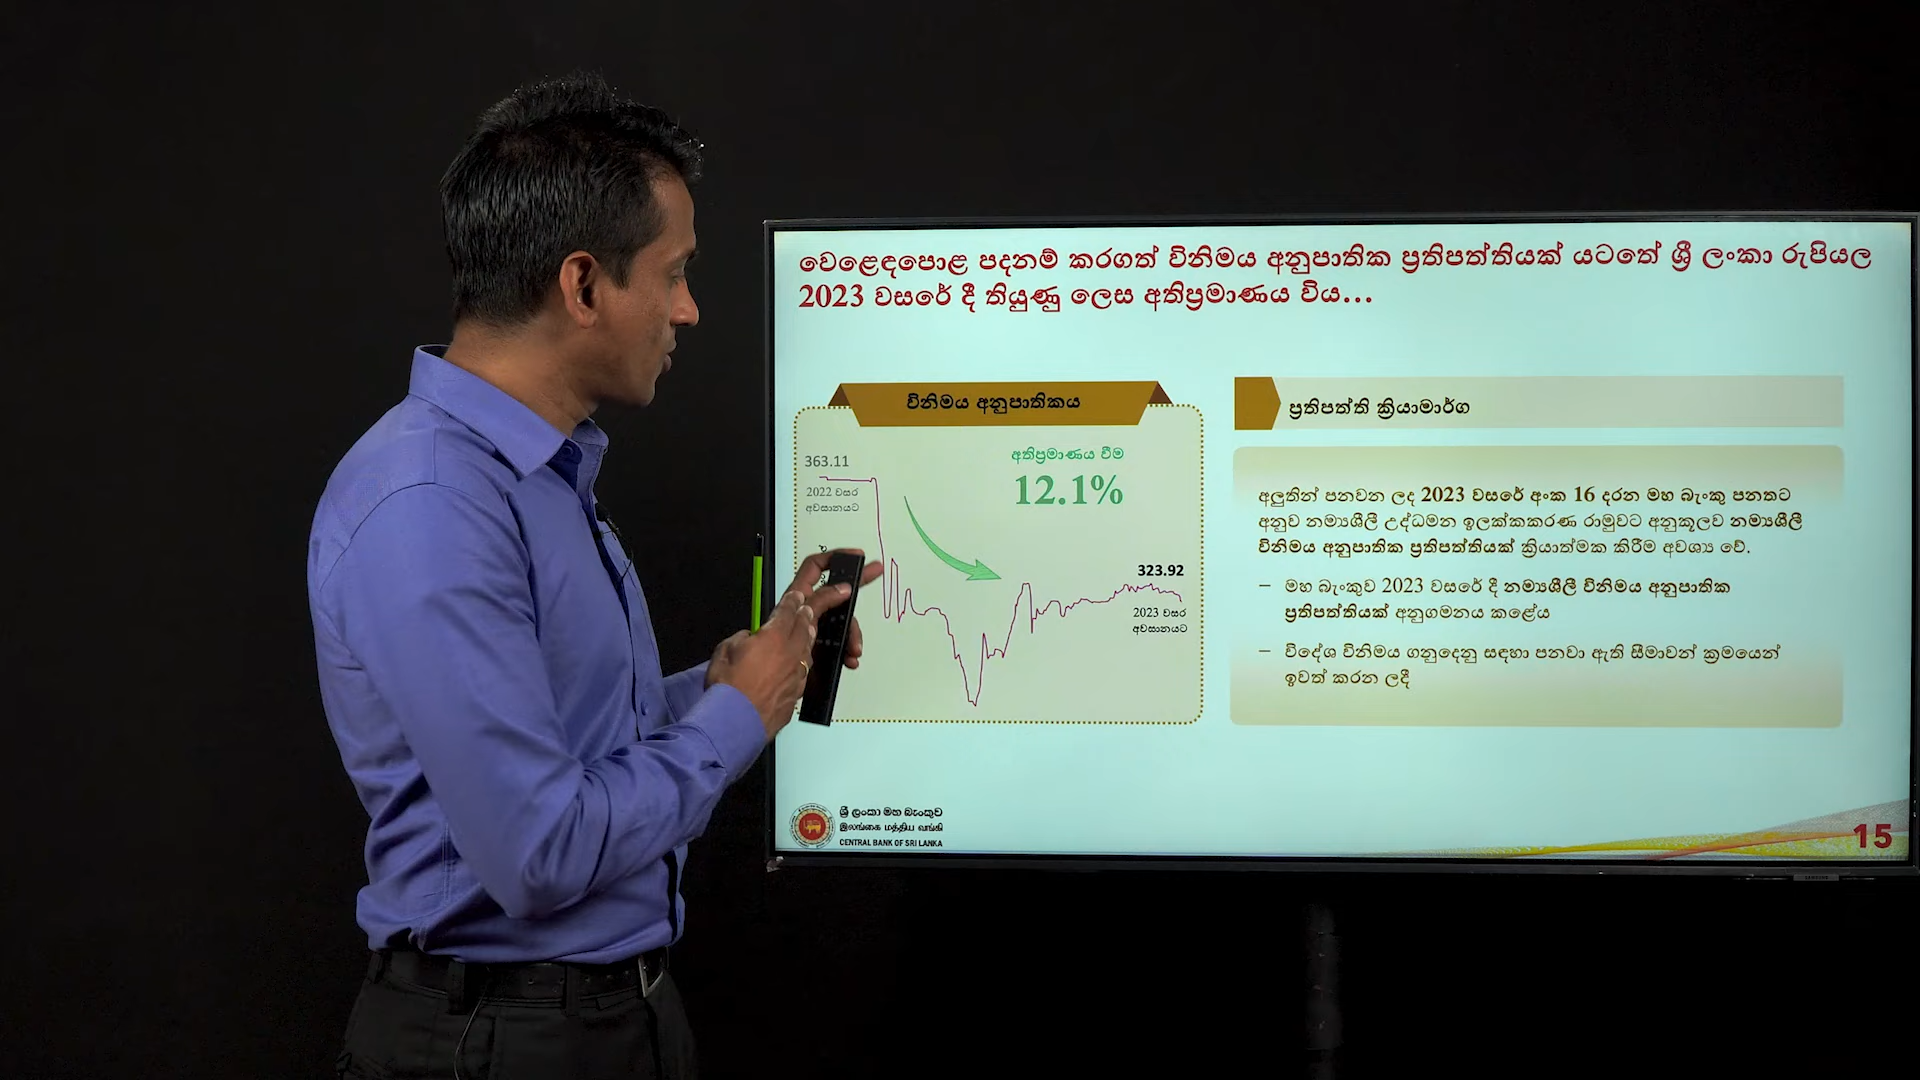 වෙළෙඳපොළ පදනම් කරගත් විනිමය අනුපාතික ප්‍රතිපත්තියක් යටතේ ශ්‍රී ලංකා රුපියල
2023 වසරේ දී තියුණු ලෙස අතිප්‍රමාණය විය...
විනිමය අනුපාතිකය
363.11
2022 වසර
අවසානයට
අතිප්‍රමාණය වීම
12.1%
323.92
2023 වසර
අවසානයට
ප්‍රතිපත්ති ක්‍රියාමාර්ග
අලුතින් පනවන ලද 2023 වසරේ අංක 16 දරන මහ බැංකු පනතට
අනුව නම්‍යශීලී උද්ධමන ඉලක්කකරණ රාමුවට අනුකූලව නම්‍යශීලී
විනිමය අනුපාතික ප්‍රතිපත්තියක් ක්‍රියාත්මක කිරීම අවශ්‍ය වේ.
– මහ බැංකුව 2023 වසරේ දී නම්‍යශීලී විනිමය අනුපාතික
ප්‍රතිපත්තියක් අනුගමනය කළේය
– විදේශ විනිමය ගනුදෙනු සඳහා පනවා ඇති සීමාවන් ක්‍රමයෙන්
ඉවත් කරන ලදී
ශ්‍රී ලංකා මහ බැංකුව
இலங்கை மத்திய வங்கி
CENTRAL BANK OF SRI LANKA
15